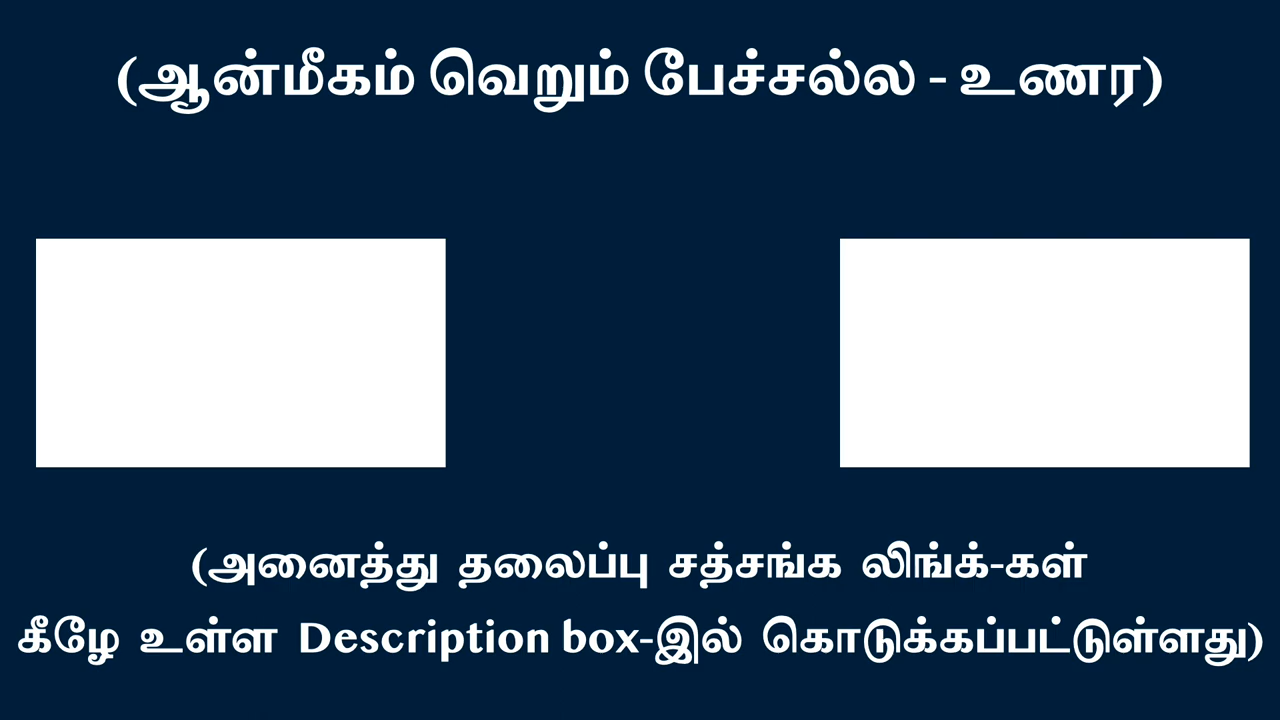 (ஆன்மீகம் வெறும் பேச்சல்ல - உணர)
(அனைத்து தலைப்பு சத்சங்க லிங்க்-கள்
கீழே உள்ள Description box-இல் கொடுக்கப்பட்டுள்ளது)